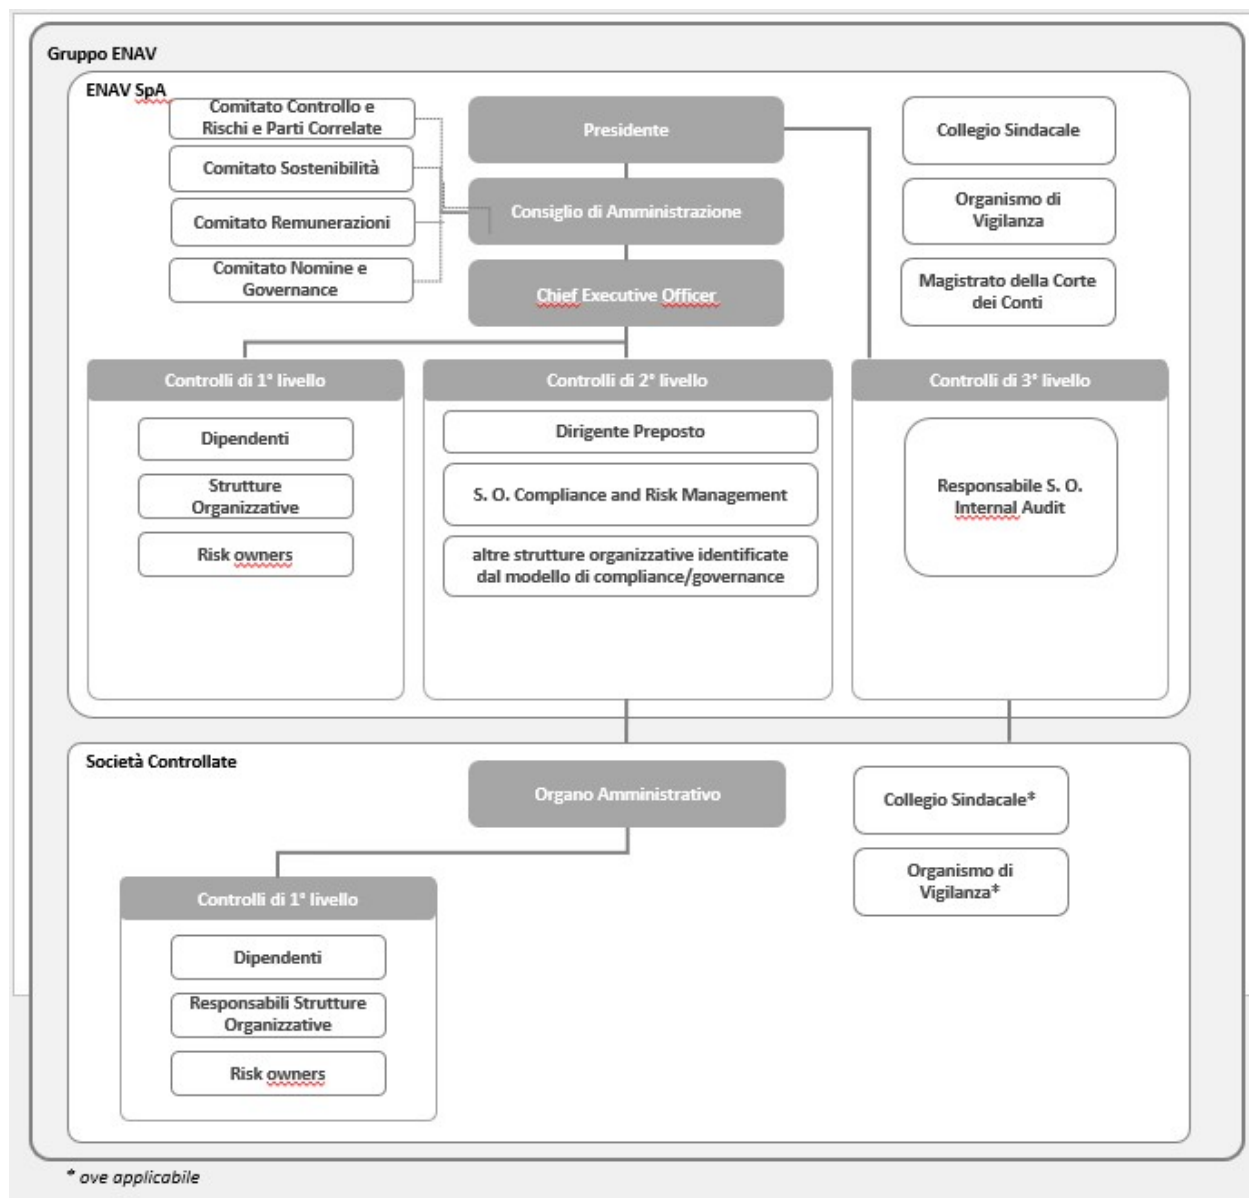 Gruppo ENAV
ENAV SpA
Comitato Controllo e
Rischi e Parti Correlate
Comitato Sostenibilità
Comitato Remunerazioni
Comitato Nomine e
Governance
Presidente
Consiglio di Amministrazione
Chief Executive Officer
Collegio Sindacale
Organismo di
Vigilanza
Magistrato della Corte
dei Conti
Controlli di 1° livello
Dipendenti
Strutture
Organizzative
Risk owners
Controlli di 2° livello
Dirigente Preposto
S. O. Compliance and Risk Management
altre strutture organizzative identificate
dal modello di compliance/governance
Controlli di 3° livello
Responsabile S. O.
Internal Audit
Società Controllate
Organo Amministrativo
Collegio Sindacale*
Organismo di
Vigilanza*
Controlli di 1° livello
Dipendenti
Responsabili Strutture
Organizzative
Risk owners
* ove applicabile